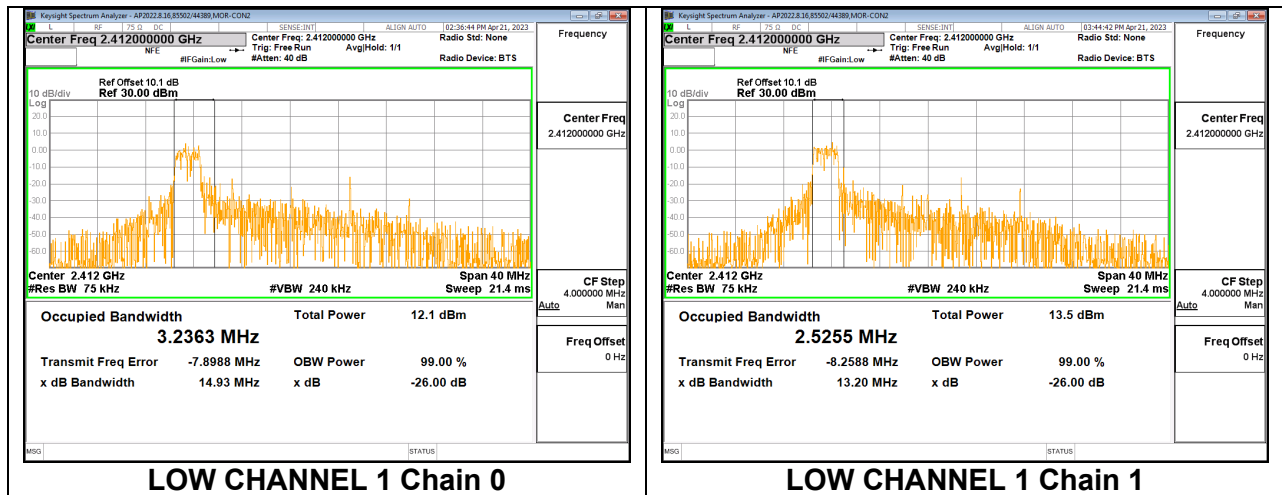 Keysight Spectrum Analyzer - AP2022.8.16,85502/44389,MOR-CON2
L RF 75 Ω DC SENSE:INT ALIGN AUTO 02:36:44 PM Apr 21, 2023
Center Freq 2.412000000 GHz
NFE
#IFGain:Low
Center Freq: 2.412000000 GHz
Trig: Free Run Avg|Hold: 1/1
#Atten: 40 dB
Radio Std: None
Radio Device: BTS
Frequency
Ref Offset 10.1 dB
10 dB/div Ref 30.00 dBm
Log
20.0
10.0
0.00
-10.0
-20.0
-30.0
-40.0
-50.0
-60.0
Center 2.412 GHz Span 40 MHz
#Res BW 75 kHz #VBW 240 kHz Sweep 21.4 ms
Center Freq
2.412000000 GHz
CF Step
4.000000 MHz
Auto Man
Freq Offset
0 Hz
Occupied Bandwidth Total Power 12.1 dBm
3.2363 MHz
Transmit Freq Error -7.8988 MHz OBW Power 99.00 %
x dB Bandwidth 14.93 MHz x dB -26.00 dB
MSG STATUS
LOW CHANNEL 1 Chain 0
Keysight Spectrum Analyzer - AP2022.8.16,85502/44389,MOR-CON2
L RF 75 Ω DC SENSE:INT ALIGN AUTO 03:44:42 PM Apr 21, 2023
Center Freq 2.412000000 GHz
NFE
#IFGain:Low
Center Freq: 2.412000000 GHz
Trig: Free Run Avg|Hold: 1/1
#Atten: 40 dB
Radio Std: None
Radio Device: BTS
Frequency
Ref Offset 10.1 dB
10 dB/div Ref 30.00 dBm
Log
20.0
10.0
0.00
-10.0
-20.0
-30.0
-40.0
-50.0
-60.0
Center 2.412 GHz Span 40 MHz
#Res BW 75 kHz #VBW 240 kHz Sweep 21.4 ms
Center Freq
2.412000000 GHz
CF Step
4.000000 MHz
Auto Man
Freq Offset
0 Hz
Occupied Bandwidth Total Power 13.5 dBm
2.5255 MHz
Transmit Freq Error -8.2588 MHz OBW Power 99.00 %
x dB Bandwidth 13.20 MHz x dB -26.00 dB
MSG STATUS
LOW CHANNEL 1 Chain 1